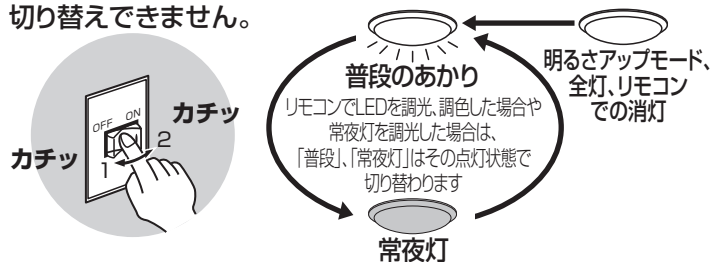 切り替えできません。
OFF ON
カチッ
2
カチッ
1
普段のあかり
リモコンでLEDを調光、調色した場合や
常夜灯を調光した場合は、
「普段」、「常夜灯」はその点灯状態で
切り替わります
常夜灯
明るさアップモード、
全灯、リモコン
での消灯